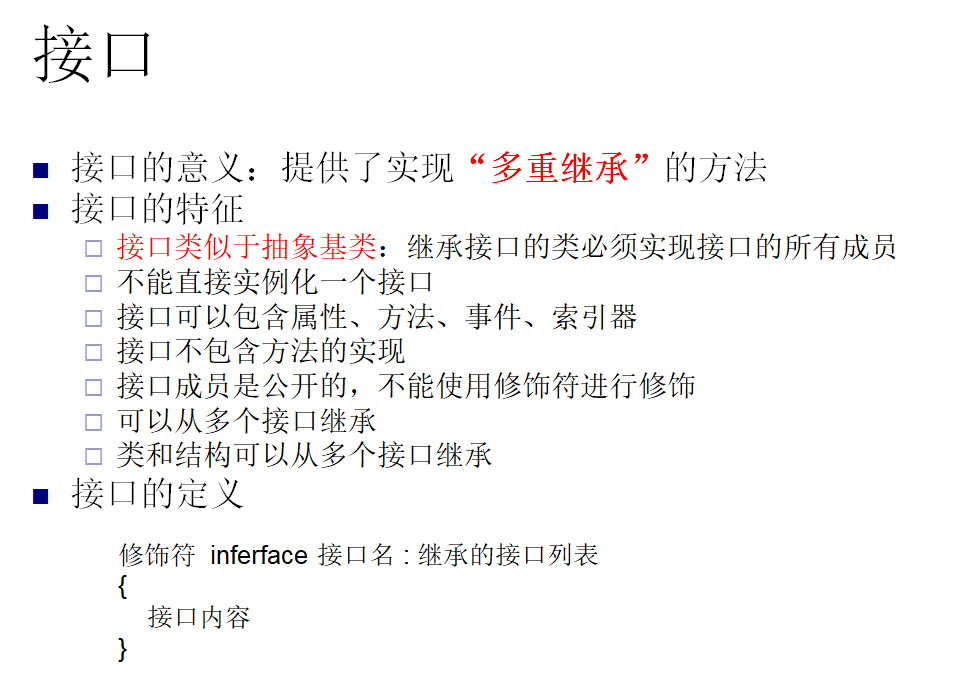 接口
接口的意义：提供了实现“多重继承”的方法
接口的特征
接口类似于抽象基类：继承接口的类必须实现接口的所有成员
不能直接实例化一个接口
接口可以包含属性、方法、事件、索引器
接口不包含方法的实现
接口成员是公开的，不能使用修饰符进行修饰
可以从多个接口继承
类和结构可以从多个接口继承
接口的定义
修饰符 inferface 接口名 : 继承的接口列表
{
接口内容
}